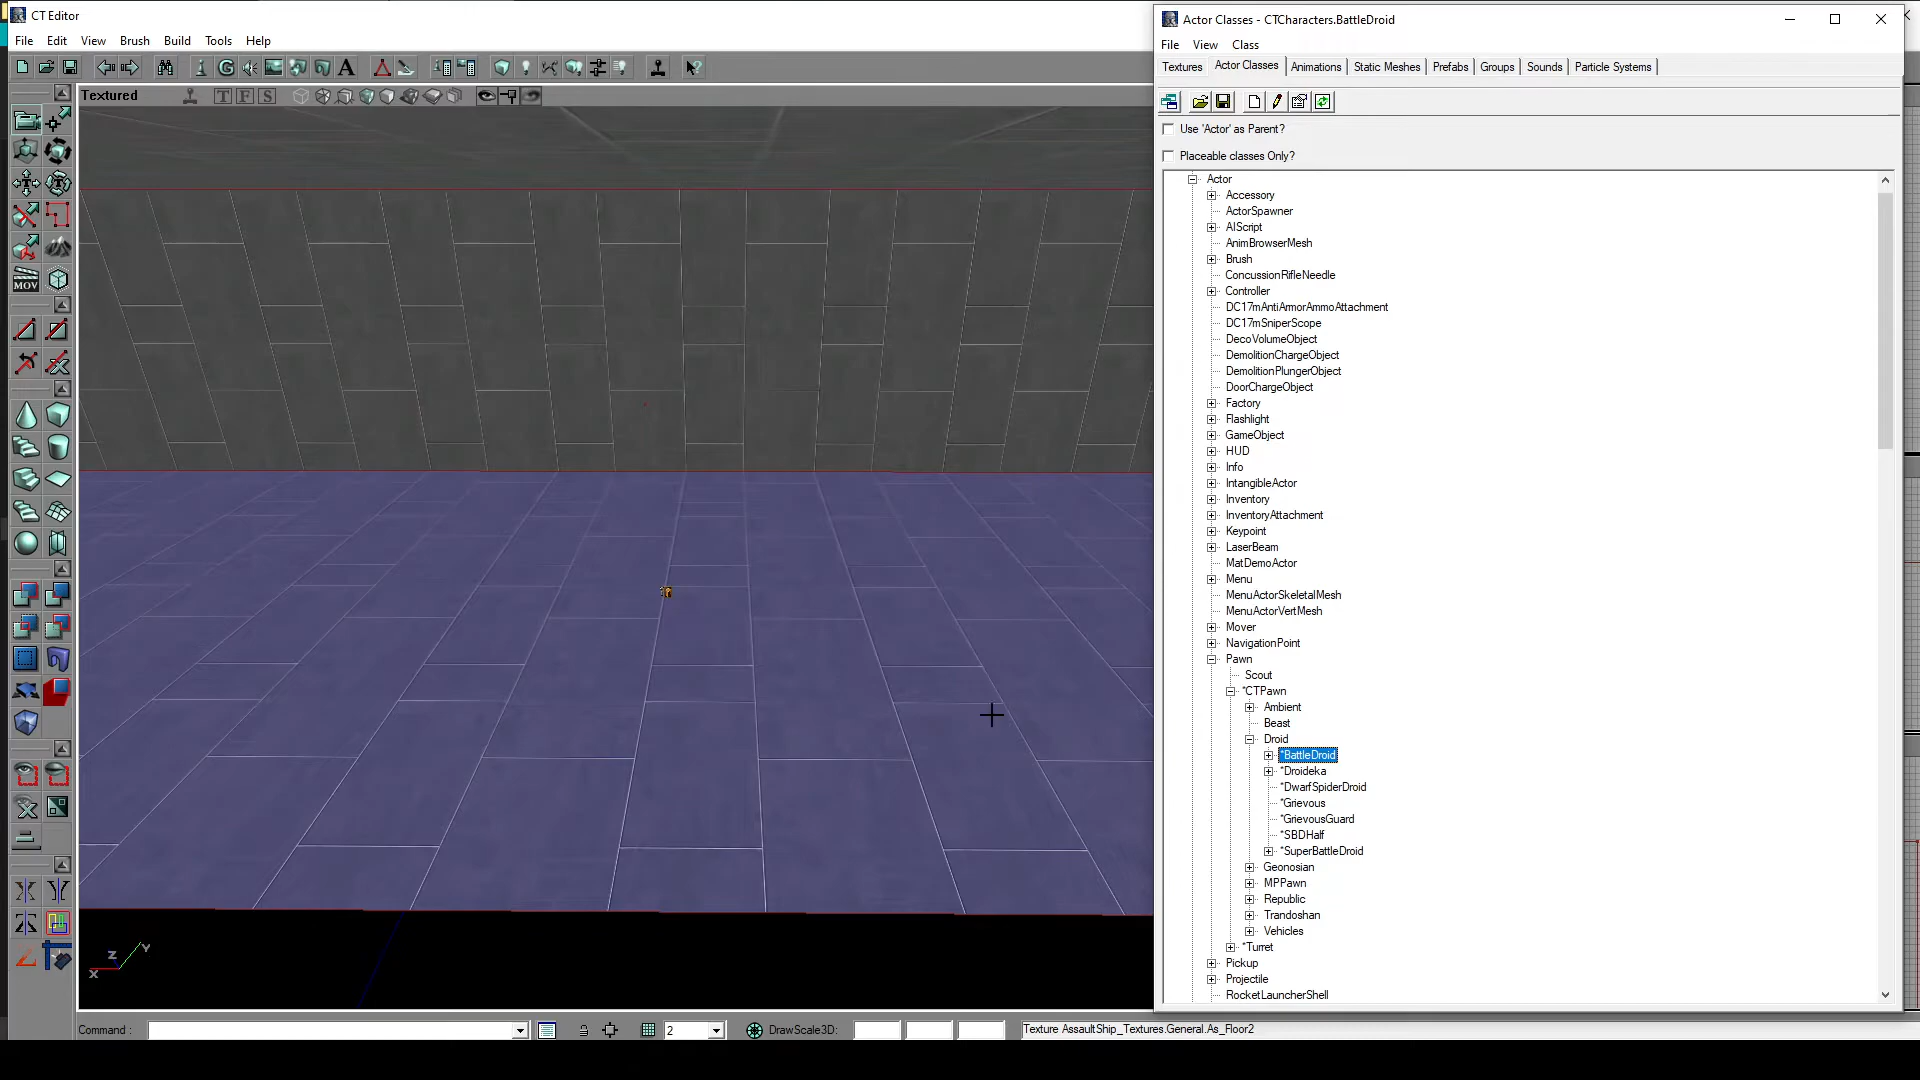 CT Editor
File Edit View Brush Build Tools Help
Textured
T F S
MOV
Z Y
X
Command :
2
DrawScale3D:
Texture AssaultShip_Textures.General.As_Floor2
Actor Classes - CTCharacters.BattleDroid
File View Class
Textures Actor Classes Animations Static Meshes Prefabs Groups Sounds Particle Systems
Use 'Actor' as Parent?
Placeable classes Only?
Actor
Accessory
ActorSpawner
AIScript
AnimBrowserMesh
Brush
ConcussionRifleNeedle
Controller
DC17mAntiArmorAmmoAttachment
DC17mSniperScope
DecoVolumeObject
DemolitionChargeObject
DemolitionPlungerObject
DoorChargeObject
Factory
Flashlight
GameObject
HUD
Info
IntangibleActor
Inventory
InventoryAttachment
Keypoint
LaserBeam
MatDemoActor
Menu
MenuActorSkeletalMesh
MenuActorVertMesh
Mover
NavigationPoint
Pawn
Scout
*CTPawn
Ambient
Beast
Droid
*BattleDroid
*Droideka
*DwarfSpiderDroid
*Grievous
*GrievousGuard
*SBDHalf
*SuperBattleDroid
Geonosian
MPPawn
Republic
Trandoshan
Vehicles
*Turret
Pickup
Projectile
RocketLauncherShell